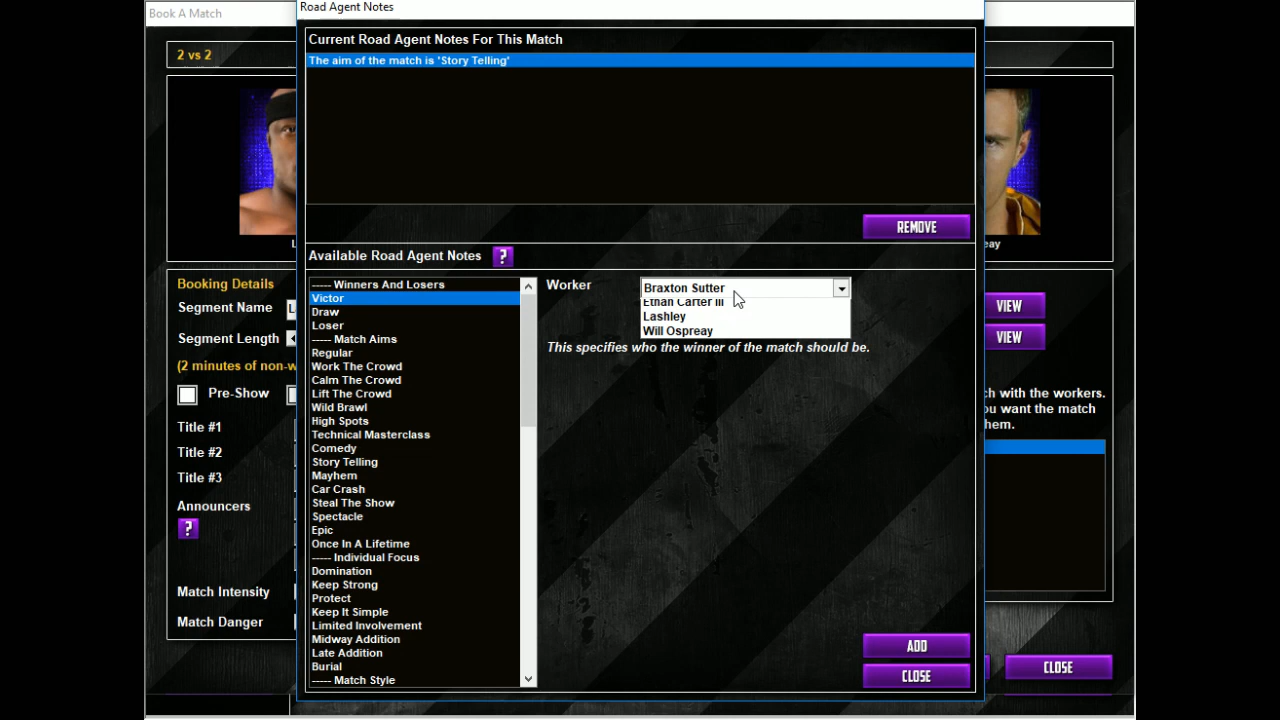 Book A Match
Road Agent Notes
2 vs 2
Current Road Agent Notes For This Match
The aim of the match is 'Story Telling'
REMOVE
Available Road Agent Notes ?
----- Winners And Losers
Victor
Draw
Loser
----- Match Aims
Regular
Work The Crowd
Calm The Crowd
Lift The Crowd
Wild Brawl
High Spots
Technical Masterclass
Comedy
Story Telling
Mayhem
Car Crash
Steal The Show
Spectacle
Epic
Once In A Lifetime
----- Individual Focus
Domination
Keep Strong
Protect
Keep It Simple
Limited Involvement
Midway Addition
Late Addition
Burial
----- Match Style
Worker
Braxton Sutter
Ethan Carter III
Lashley
Will Ospreay
This specifies who the winner of the match should be.
ADD
CLOSE
L
eay
Booking Details
Segment Name L
Segment Length
(2 minutes of non-w
Pre-Show
Title #1
Title #2
Title #3
Announcers
?
Match Intensity
Match Danger
VIEW
VIEW
ch with the workers.
ou want the match
hem.
CLOSE